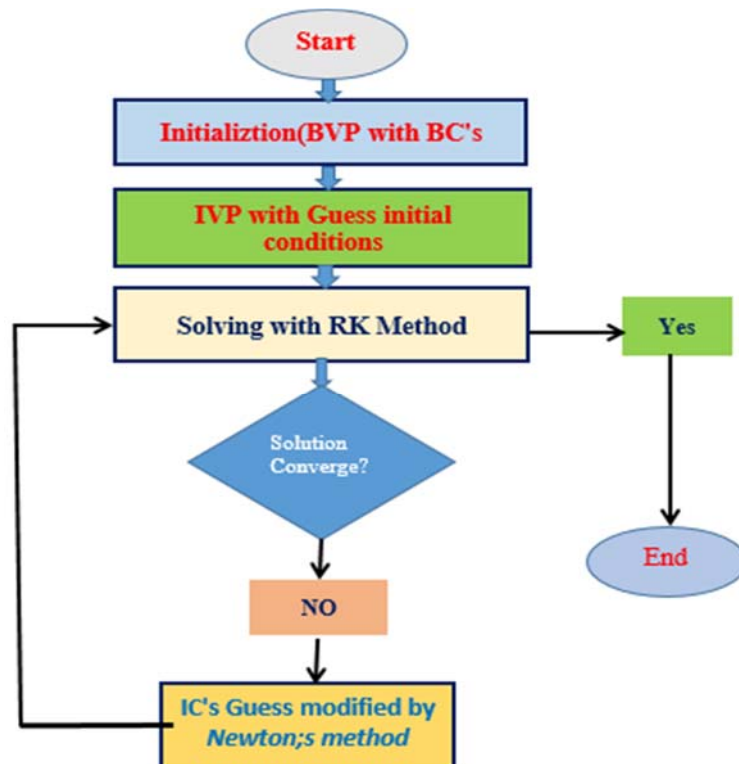 Start
Initializtion(BVP with BC's
IVP with Guess initial
conditions
Solving with RK Method
Yes
Solution
Converge?
End
NO
IC's Guess modified by
Newton;s method